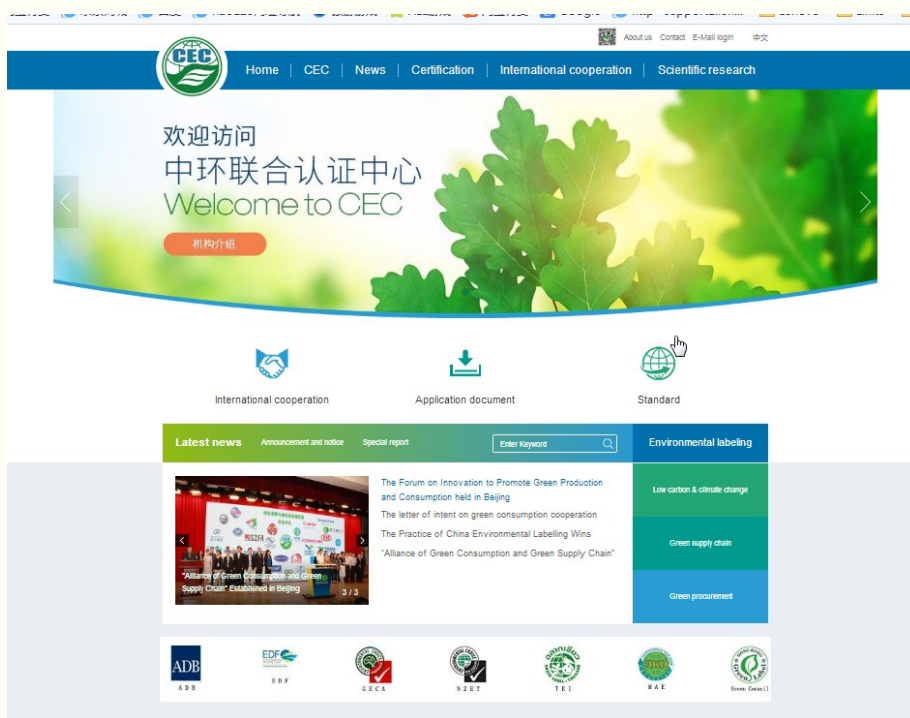 About us Contact E-Mail login 中文
CEC
Home | CEC | News | Certification | International cooperation | Scientific research
欢迎访问
中环联合认证中心
Welcome to CEC
机构介绍
International cooperation
Application document
Standard
Latest news Announcement and notice Special report Enter Keyword
Environmental labeling
The Forum on Innovation to Promote Green Production
and Consumption held in Beijing
The letter of intent on green consumption cooperation
The Practice of China Environmental Labelling Wins
"Alliance of Green Consumption and Green Supply Chain"
"Alliance of Green Consumption and Green
Supply Chain" Established in Beijing
3 / 3
Low carbon & climate change
Green supply chain
Green procurement
ADB
EDF
ADB
EDF
GECA
NZET
TEI
MAE
Green Council